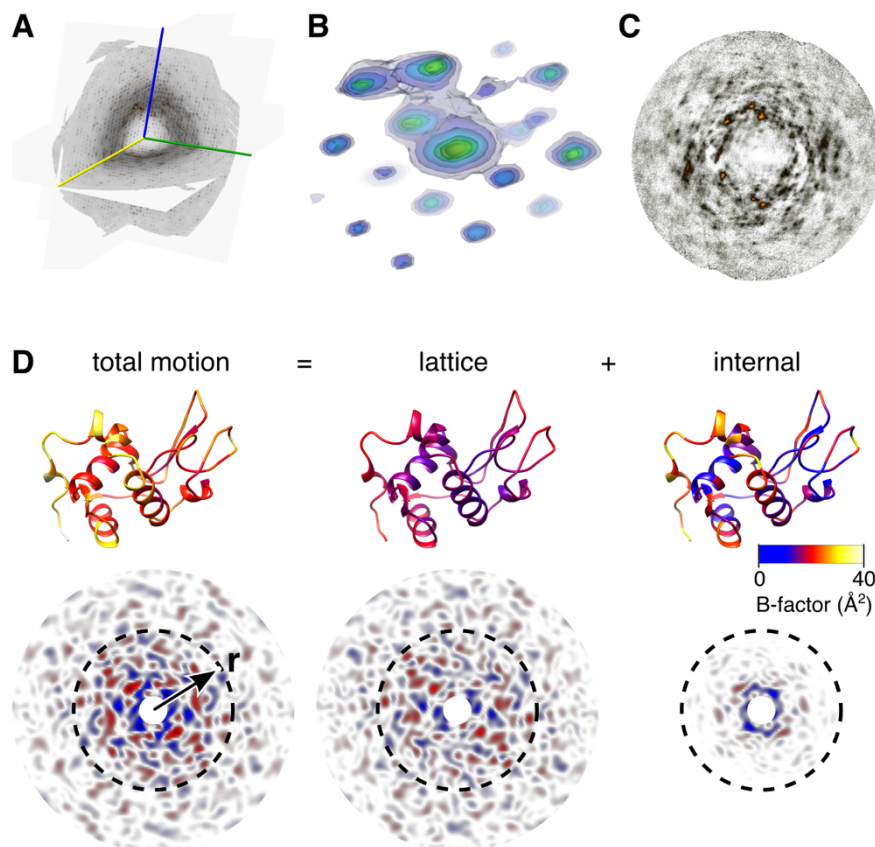 A
B
C
D
total motion = lattice + internal
0 40
B-factor (Å²)
r